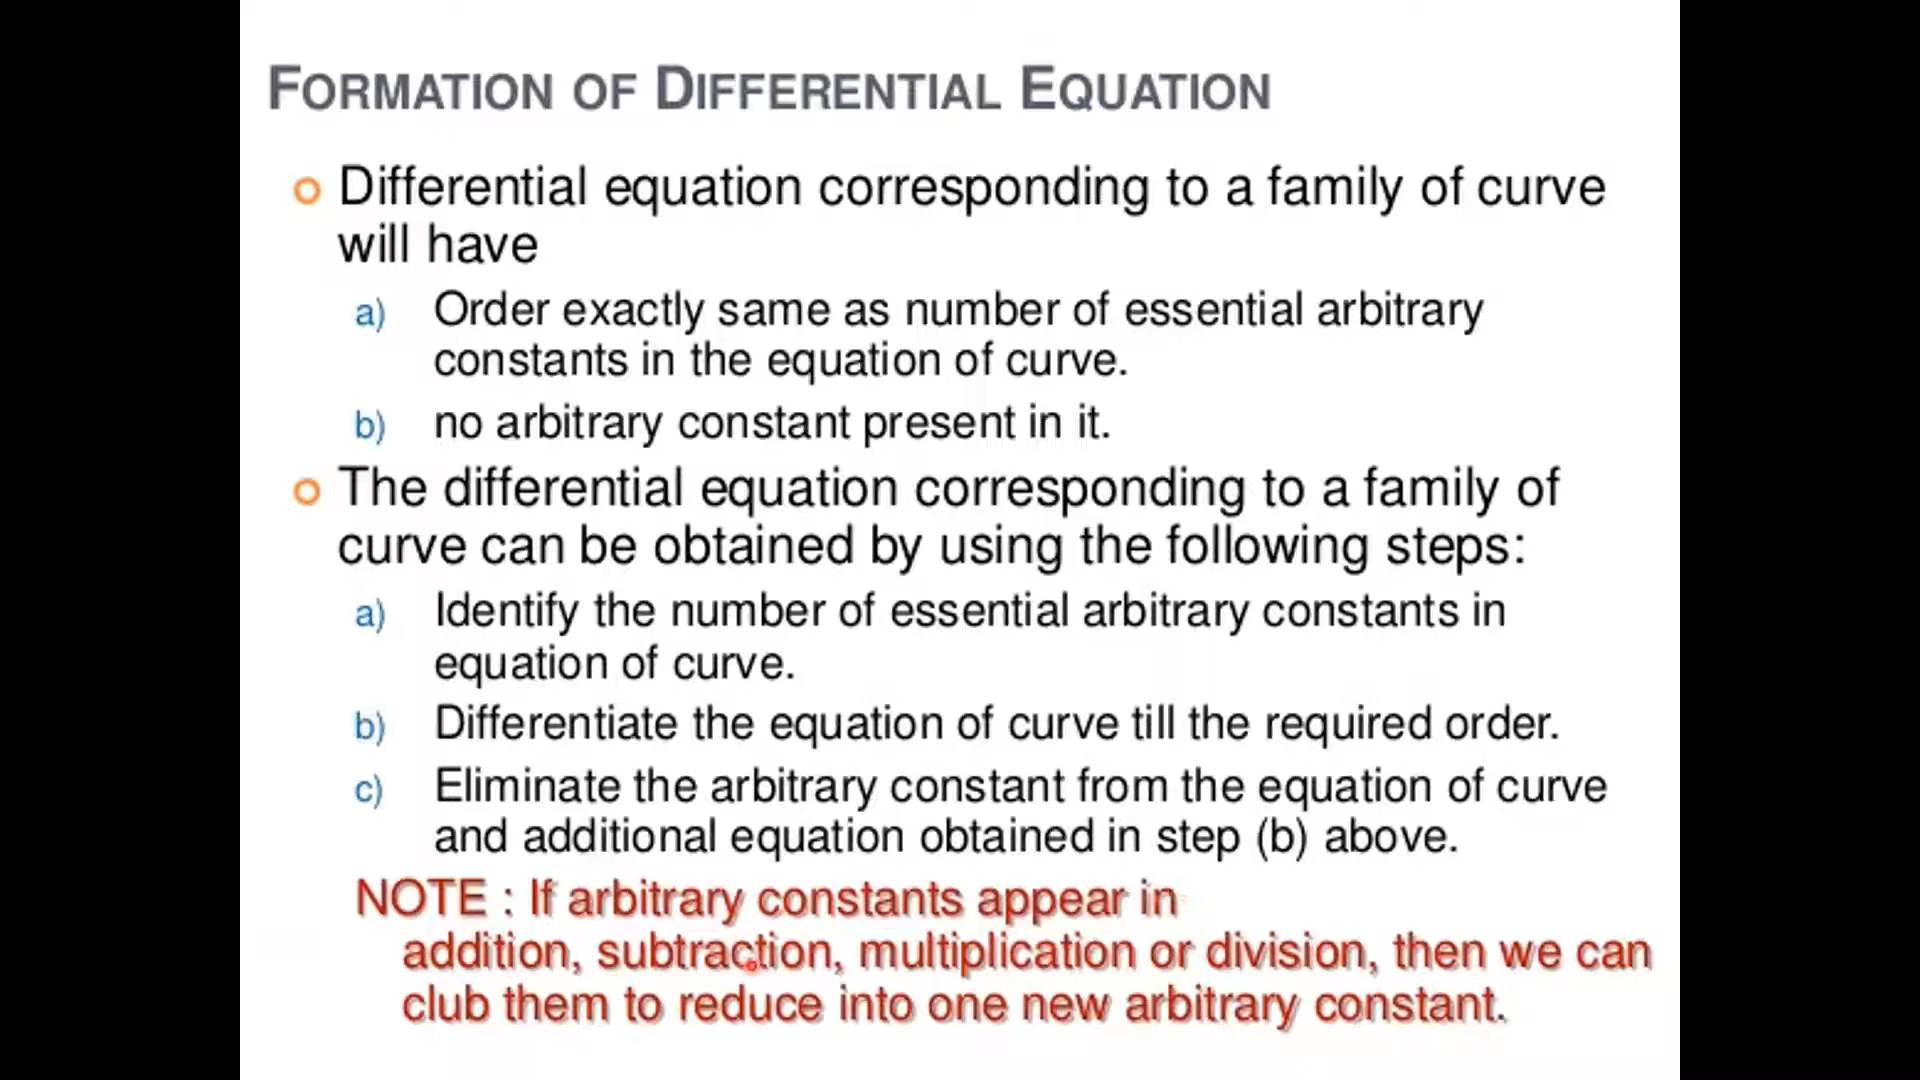 FORMATION OF DIFFERENTIAL EQUATION
Differential equation corresponding to a family of curve
will have
a) Order exactly same as number of essential arbitrary
constants in the equation of curve.
b) no arbitrary constant present in it.
The differential equation corresponding to a family of
curve can be obtained by using the following steps:
a) Identify the number of essential arbitrary constants in
equation of curve.
b) Differentiate the equation of curve till the required order.
c) Eliminate the arbitrary constant from the equation of curve
and additional equation obtained in step (b) above.
NOTE : If arbitrary constants appear in
addition, subtraction, multiplication or division, then we can
club them to reduce into one new arbitrary constant.